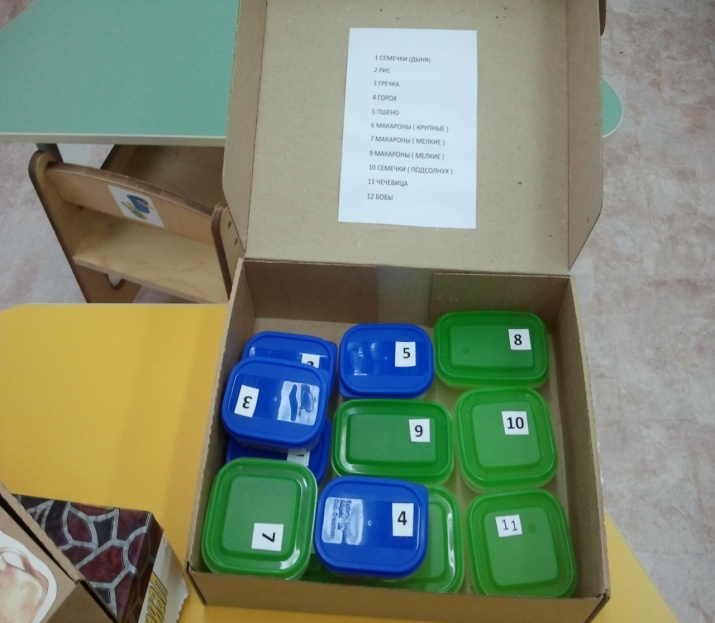 1 СЕМЕЧКИ (ДЫНЯ)
2 РИС
3 ГРЕЧКА
4 ГОРОХ
5 ПШЕНО
6 МАКАРОНЫ ( КРУПНЫЕ )
7 МАКАРОНЫ ( МЕЛКИЕ )
9 МАКАРОНЫ ( МЕЛКИЕ )
10 СЕМЕЧКИ ( ПОДСОЛНУХ )
11 ЧЕЧЕВИЦА
12 БОБЫ
5
8
3
9
10
7
4
11